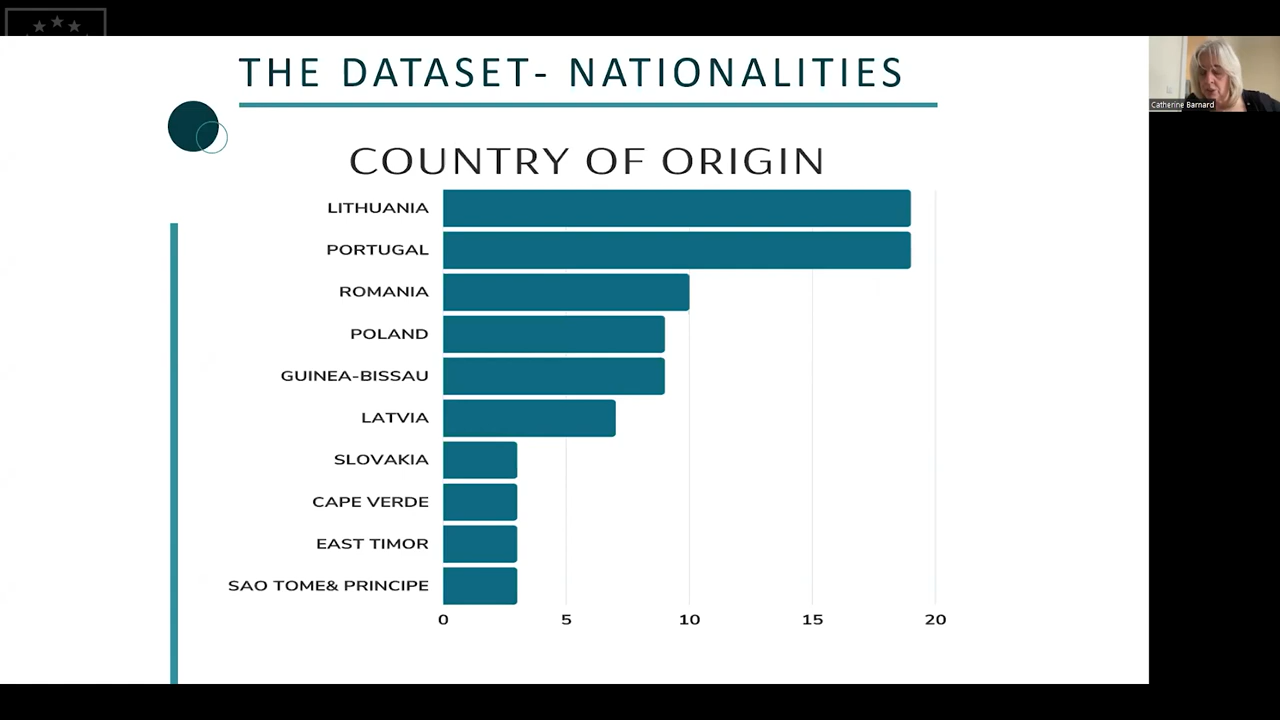 THE DATASET- NATIONALITIES
Catherine Barnard
COUNTRY OF ORIGIN
LITHUANIA
PORTUGAL
ROMANIA
POLAND
GUINEA-BISSAU
LATVIA
SLOVAKIA
CAPE VERDE
EAST TIMOR
SAO TOME& PRINCIPE
0 5 10 15 20